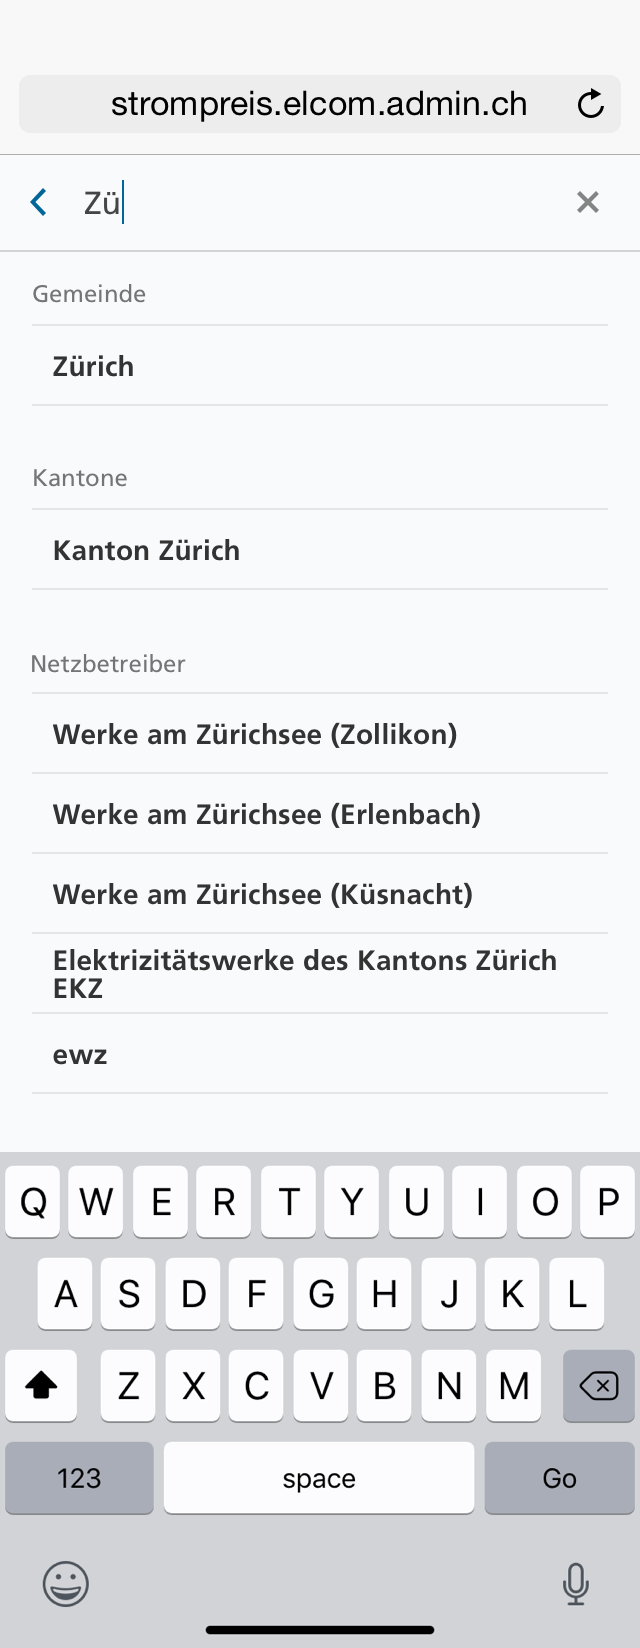 strompreis.elcom.admin.ch
Zü
Gemeinde
Zürich
Kantone
Kanton Zürich
Netzbetreiber
Werke am Zürichsee (Zollikon)
Werke am Zürichsee (Erlenbach)
Werke am Zürichsee (Küsnacht)
Elektrizitätswerke des Kantons Zürich
EKZ
ewz
Q W E R T Y U I O P
A S D F G H J K L
Z X C V B N M
123 space Go